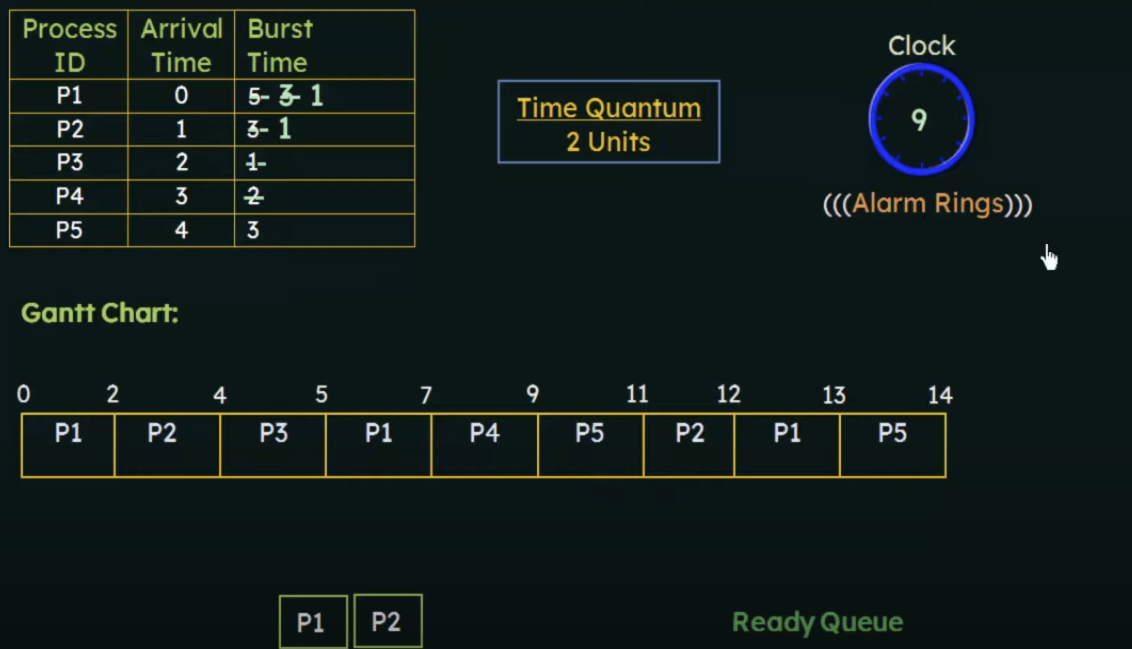 Process Arrival Burst
ID Time Time
P1 0 5- 3- 1
P2 1 3- 1
P3 2 1-
P4 3 2
P5 4 3
Time Quantum
2 Units
Clock
9
(((Alarm Rings)))
Gantt Chart:
0 2 4 5 7 9 11 12 13 14
P1 P2 P3 P1 P4 P5 P2 P1 P5
P1 P2 Ready Queue